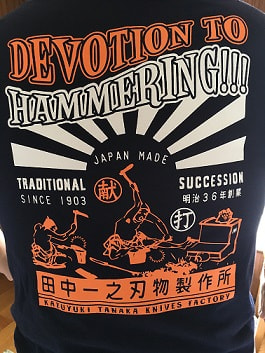 DEVOTION TO
HAMMERING!!!
JAPAN MADE
TRADITIONAL
SINCE 1903
SUCCESSION
明治36年創業
献
打
田中一之刃物製作所
KAZUYUKI TANAKA KNIVES FACTORY